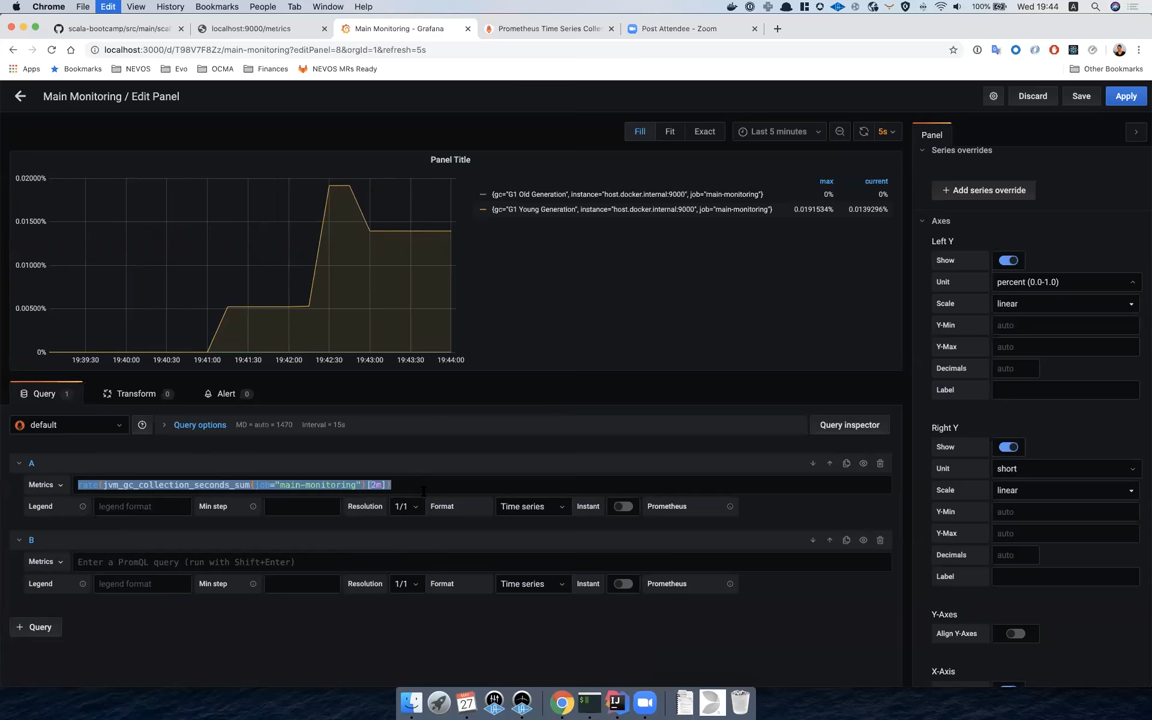 Chrome File Edit View History Bookmarks People Tab Window Help 100% Wed 19:44
scala-bootcamp/src/main/scal × localhost:3000/metrics × Main Monitoring - Grafana × Prometheus Time Series Colle × Post Attendee - Zoom × +
localhost:3000/d/T98V7F8Zz/main-monitoring?editPanel=8&orgId=1&refresh=5s
Apps Bookmarks NEVOS Evo OCMA Finances NEVOS MRs Ready Other Bookmarks
Main Monitoring / Edit Panel Discard Save Apply
Fill Fit Exact Last 5 minutes 5s Panel
Series overrides
Panel Title
0.02000%
0.01500%
0.01000%
0.00500%
0%
19:39:30 19:40:00 19:40:30 19:41:00 19:41:30 19:42:00 19:42:30 19:43:00 19:43:30 19:44:00
max current
{gc="G1 Old Generation", instance="host.docker.internal:9000", job="main-monitoring"} 0% 0%
{gc="G1 Young Generation", instance="host.docker.internal:9000", job="main-monitoring"} 0.0191534% 0.0139296%
+ Add series override
Axes
Left Y
Show
Unit percent (0.0-1.0)
Scale linear
Y-Min auto
Y-Max auto
Decimals auto
Label
Right Y
Show
Unit short
Scale linear
Y-Min auto
Y-Max auto
Decimals auto
Label
Y-Axes
Align Y-Axes
X-Axis
Query 1 Transform 0 Alert 0
default Query options MD = auto = 1470 Interval = 15s Query inspector
A
Metrics rate(jvm_gc_collection_seconds_sum{job="main-monitoring"}[2m])
Legend legend format Min step Resolution 1/1 Format Time series Instant Prometheus
B
Metrics Enter a PromQL query (run with Shift+Enter)
Legend legend format Min step Resolution 1/1 Format Time series Instant Prometheus
+ Query